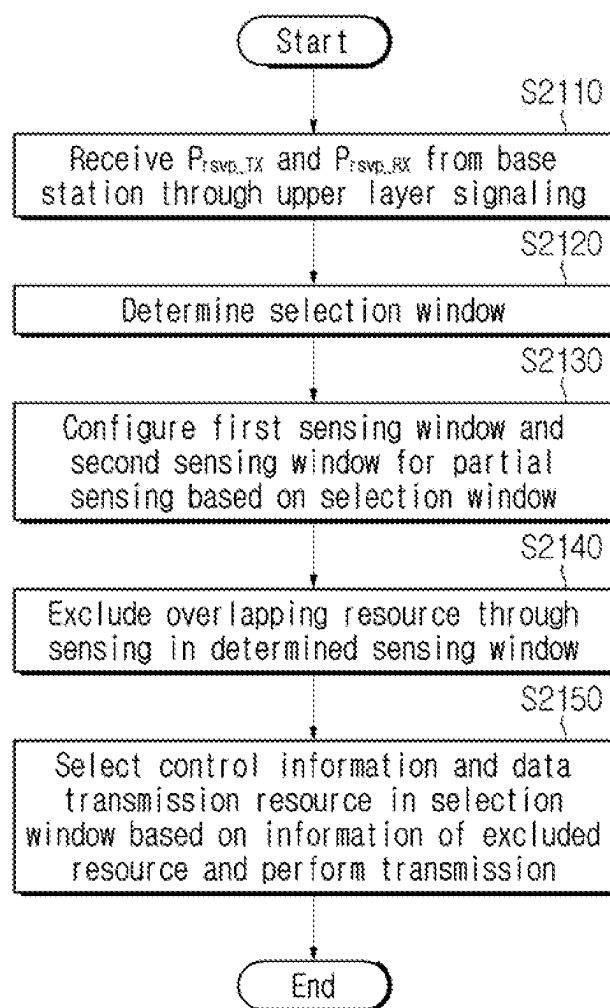 Start
S2110
Receive Prsvp_TX and Prsvp_RX from base
station through upper layer signaling
S2120
Determine selection window
S2130
Configure first sensing window and
second sensing window for partial
sensing based on selection window
S2140
Exclude overlapping resource through
sensing in determined sensing window
S2150
Select control information and data
transmission resource in selection
window based on information of excluded
resource and perform transmission
End